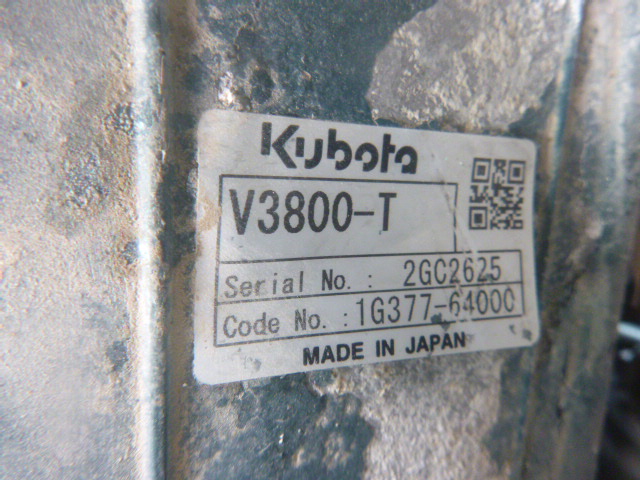 Kubota
V3800-T
Serial No. : 2GC2625
Code No. : 1G377-64000
MADE IN JAPAN